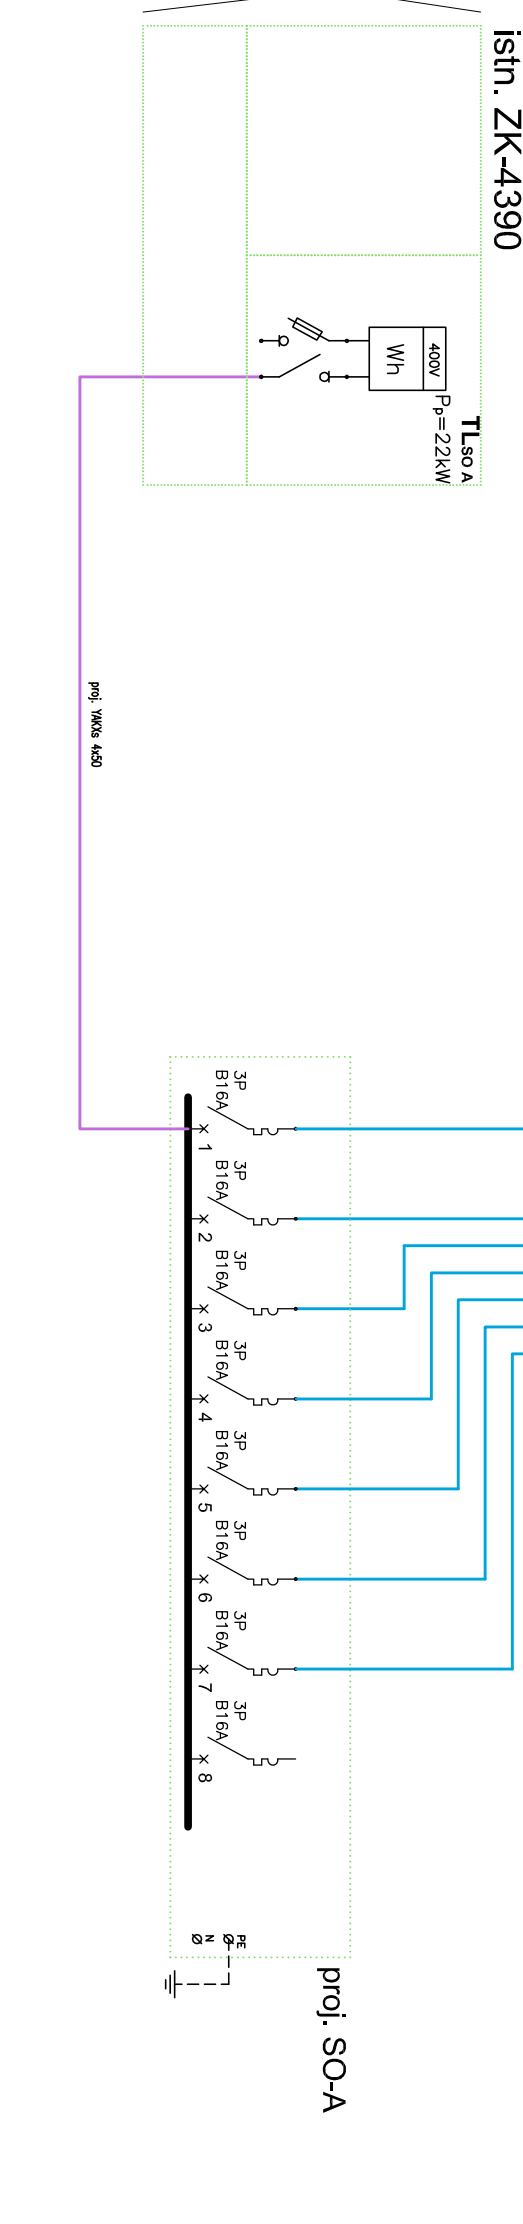 istn. ZK-4390
400V
Wh
TLSO A
Pp=22kW
proj. YAKXs 4x50
3P
B16A
1
3P
B16A
2
3P
B16A
3
3P
B16A
4
3P
B16A
5
3P
B16A
6
3P
B16A
7
3P
B16A
8
PE
N
proj. SO-A